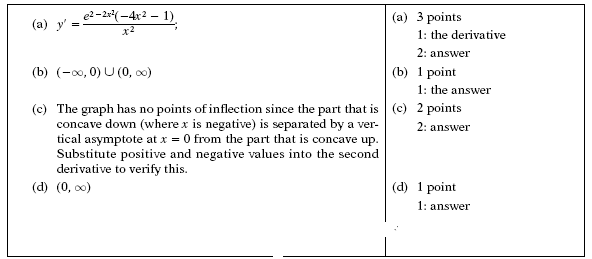 (a) y′ = e^{2−2x²}(−4x² − 1) / x² ;
(b) (−∞, 0) ∪ (0, ∞)
(c) The graph has no points of inflection since the part that is
concave down (where x is negative) is separated by a ver-
tical asymptote at x = 0 from the part that is concave up.
Substitute positive and negative values into the second
derivative to verify this.
(d) (0, ∞)
(a) 3 points
1: the derivative
2: answer
(b) 1 point
1: the answer
(c) 2 points
2: answer
(d) 1 point
1: answer